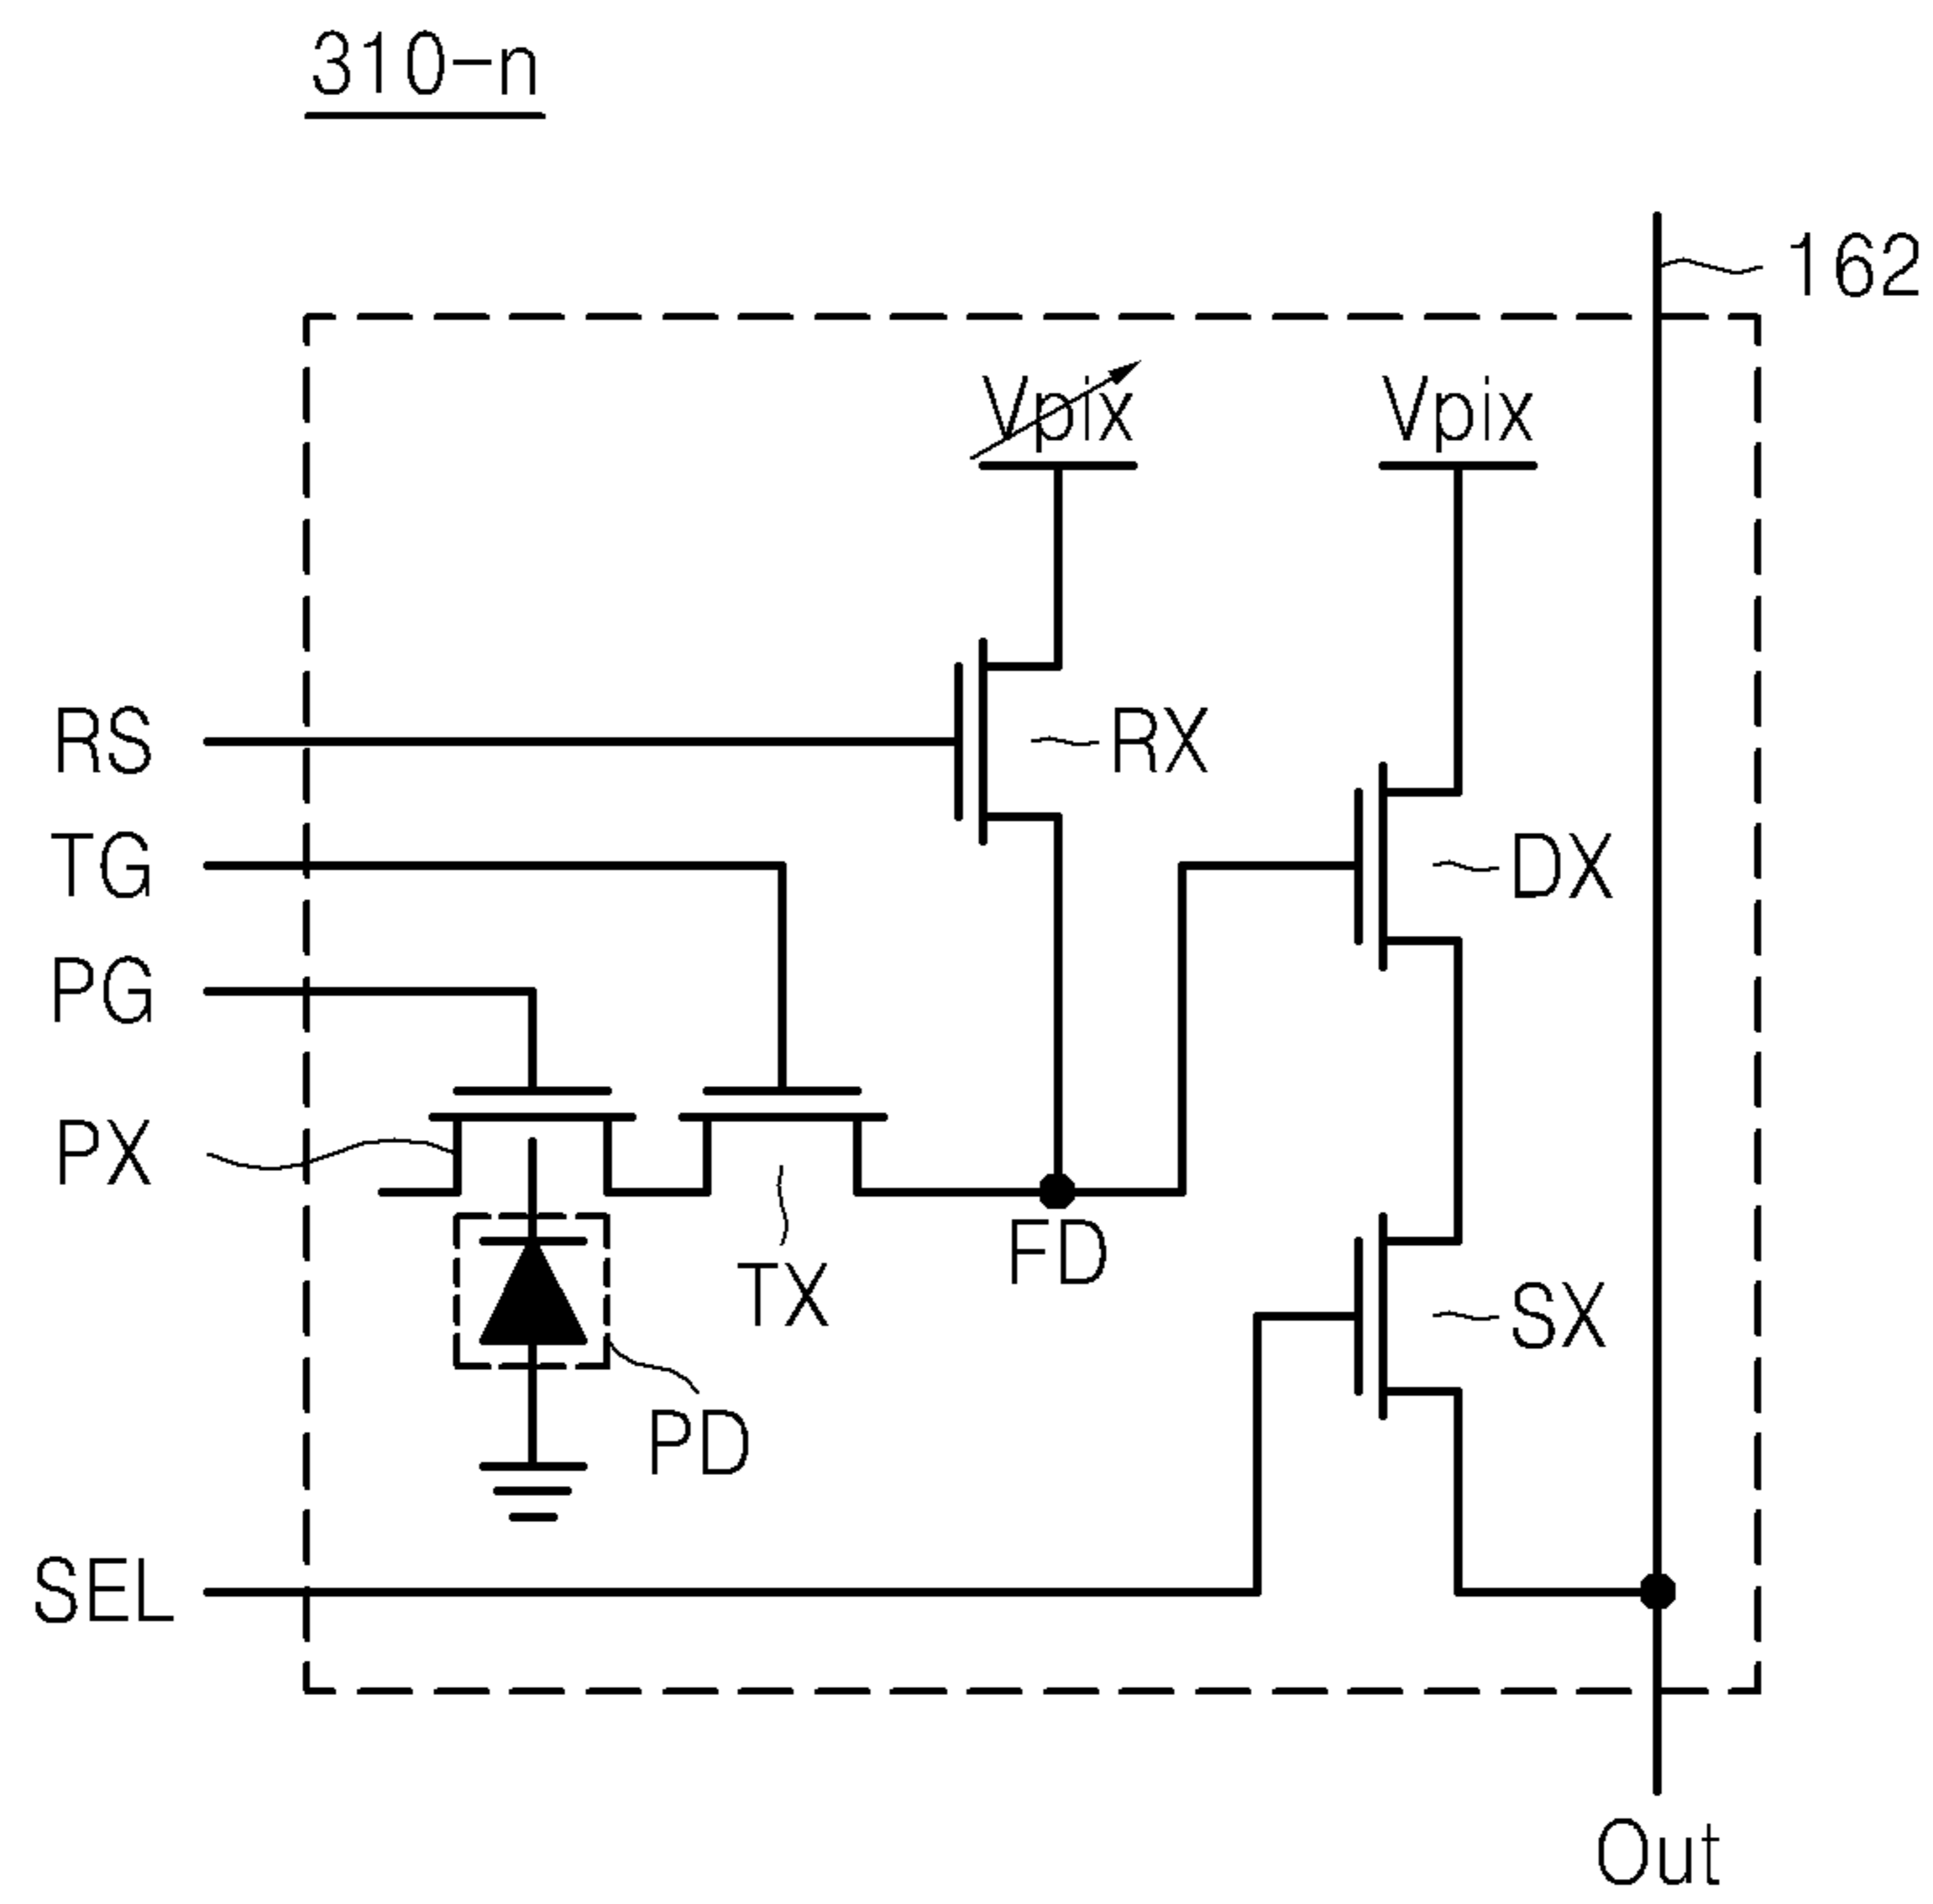 310-n
162
Vpix
Vpix
RS
RX
TG
DX
PG
PX
FD
TX
SX
PD
SEL
Out